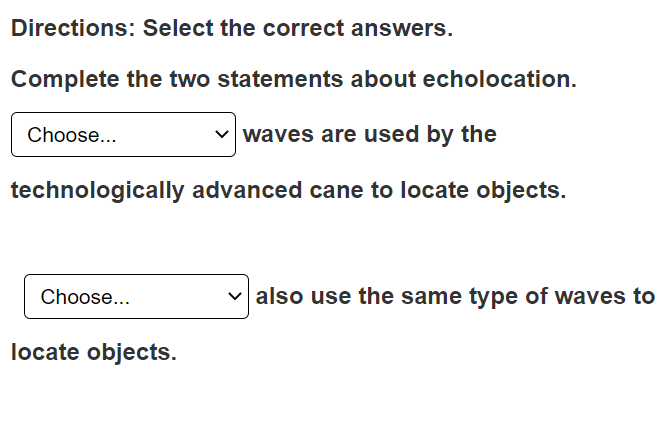 Directions: Select the correct answers.
Complete the two statements about echolocation.
Choose... waves are used by the
technologically advanced cane to locate objects.
Choose... also use the same type of waves to
locate objects.